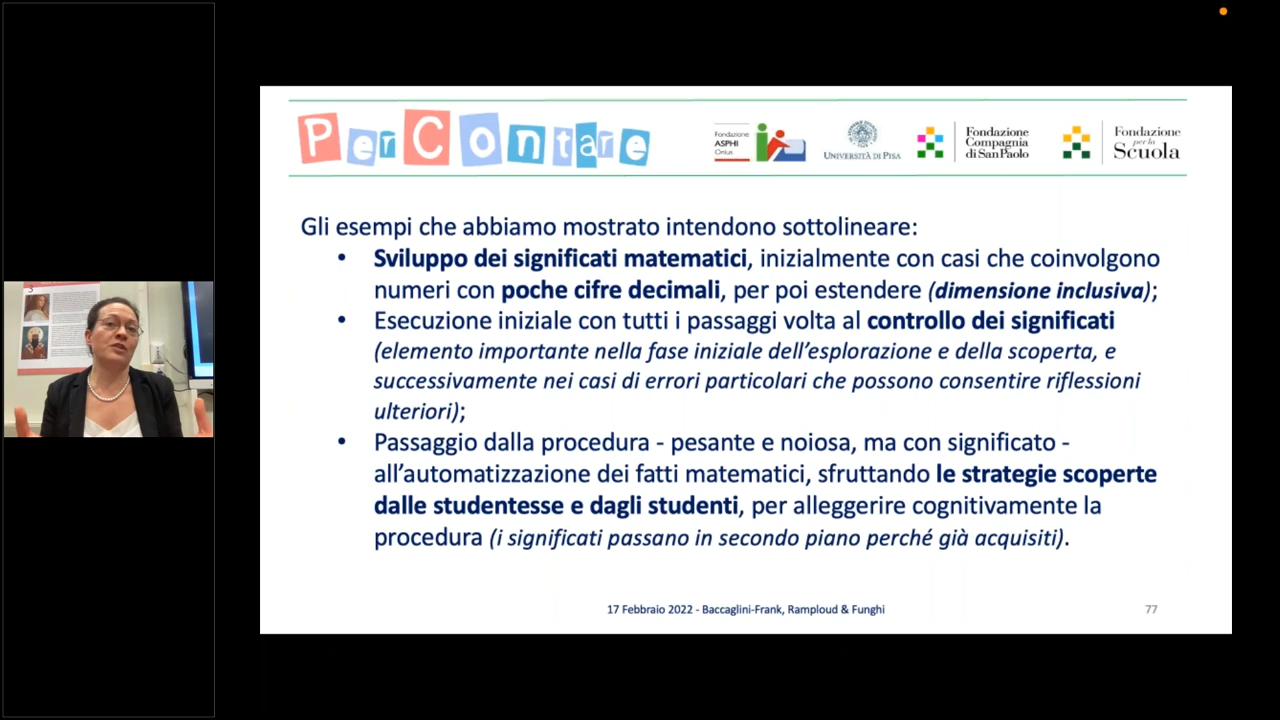 PerContare
Fondazione
ASPHI
Onlus
UNIVERSITÀ DI PISA
Fondazione
Compagnia
di San Paolo
Fondazione
per la
Scuola
Gli esempi che abbiamo mostrato intendono sottolineare:
• Sviluppo dei significati matematici, inizialmente con casi che coinvolgono
numeri con poche cifre decimali, per poi estendere (dimensione inclusiva);
• Esecuzione iniziale con tutti i passaggi volta al controllo dei significati
(elemento importante nella fase iniziale dell'esplorazione e della scoperta, e
successivamente nei casi di errori particolari che possono consentire riflessioni
ulteriori);
• Passaggio dalla procedura - pesante e noiosa, ma con significato -
all'automatizzazione dei fatti matematici, sfruttando le strategie scoperte
dalle studentesse e dagli studenti, per alleggerire cognitivamente la
procedura (i significati passano in secondo piano perché già acquisiti).
17 Febbraio 2022 - Baccaglini-Frank, Ramploud & Funghi
77